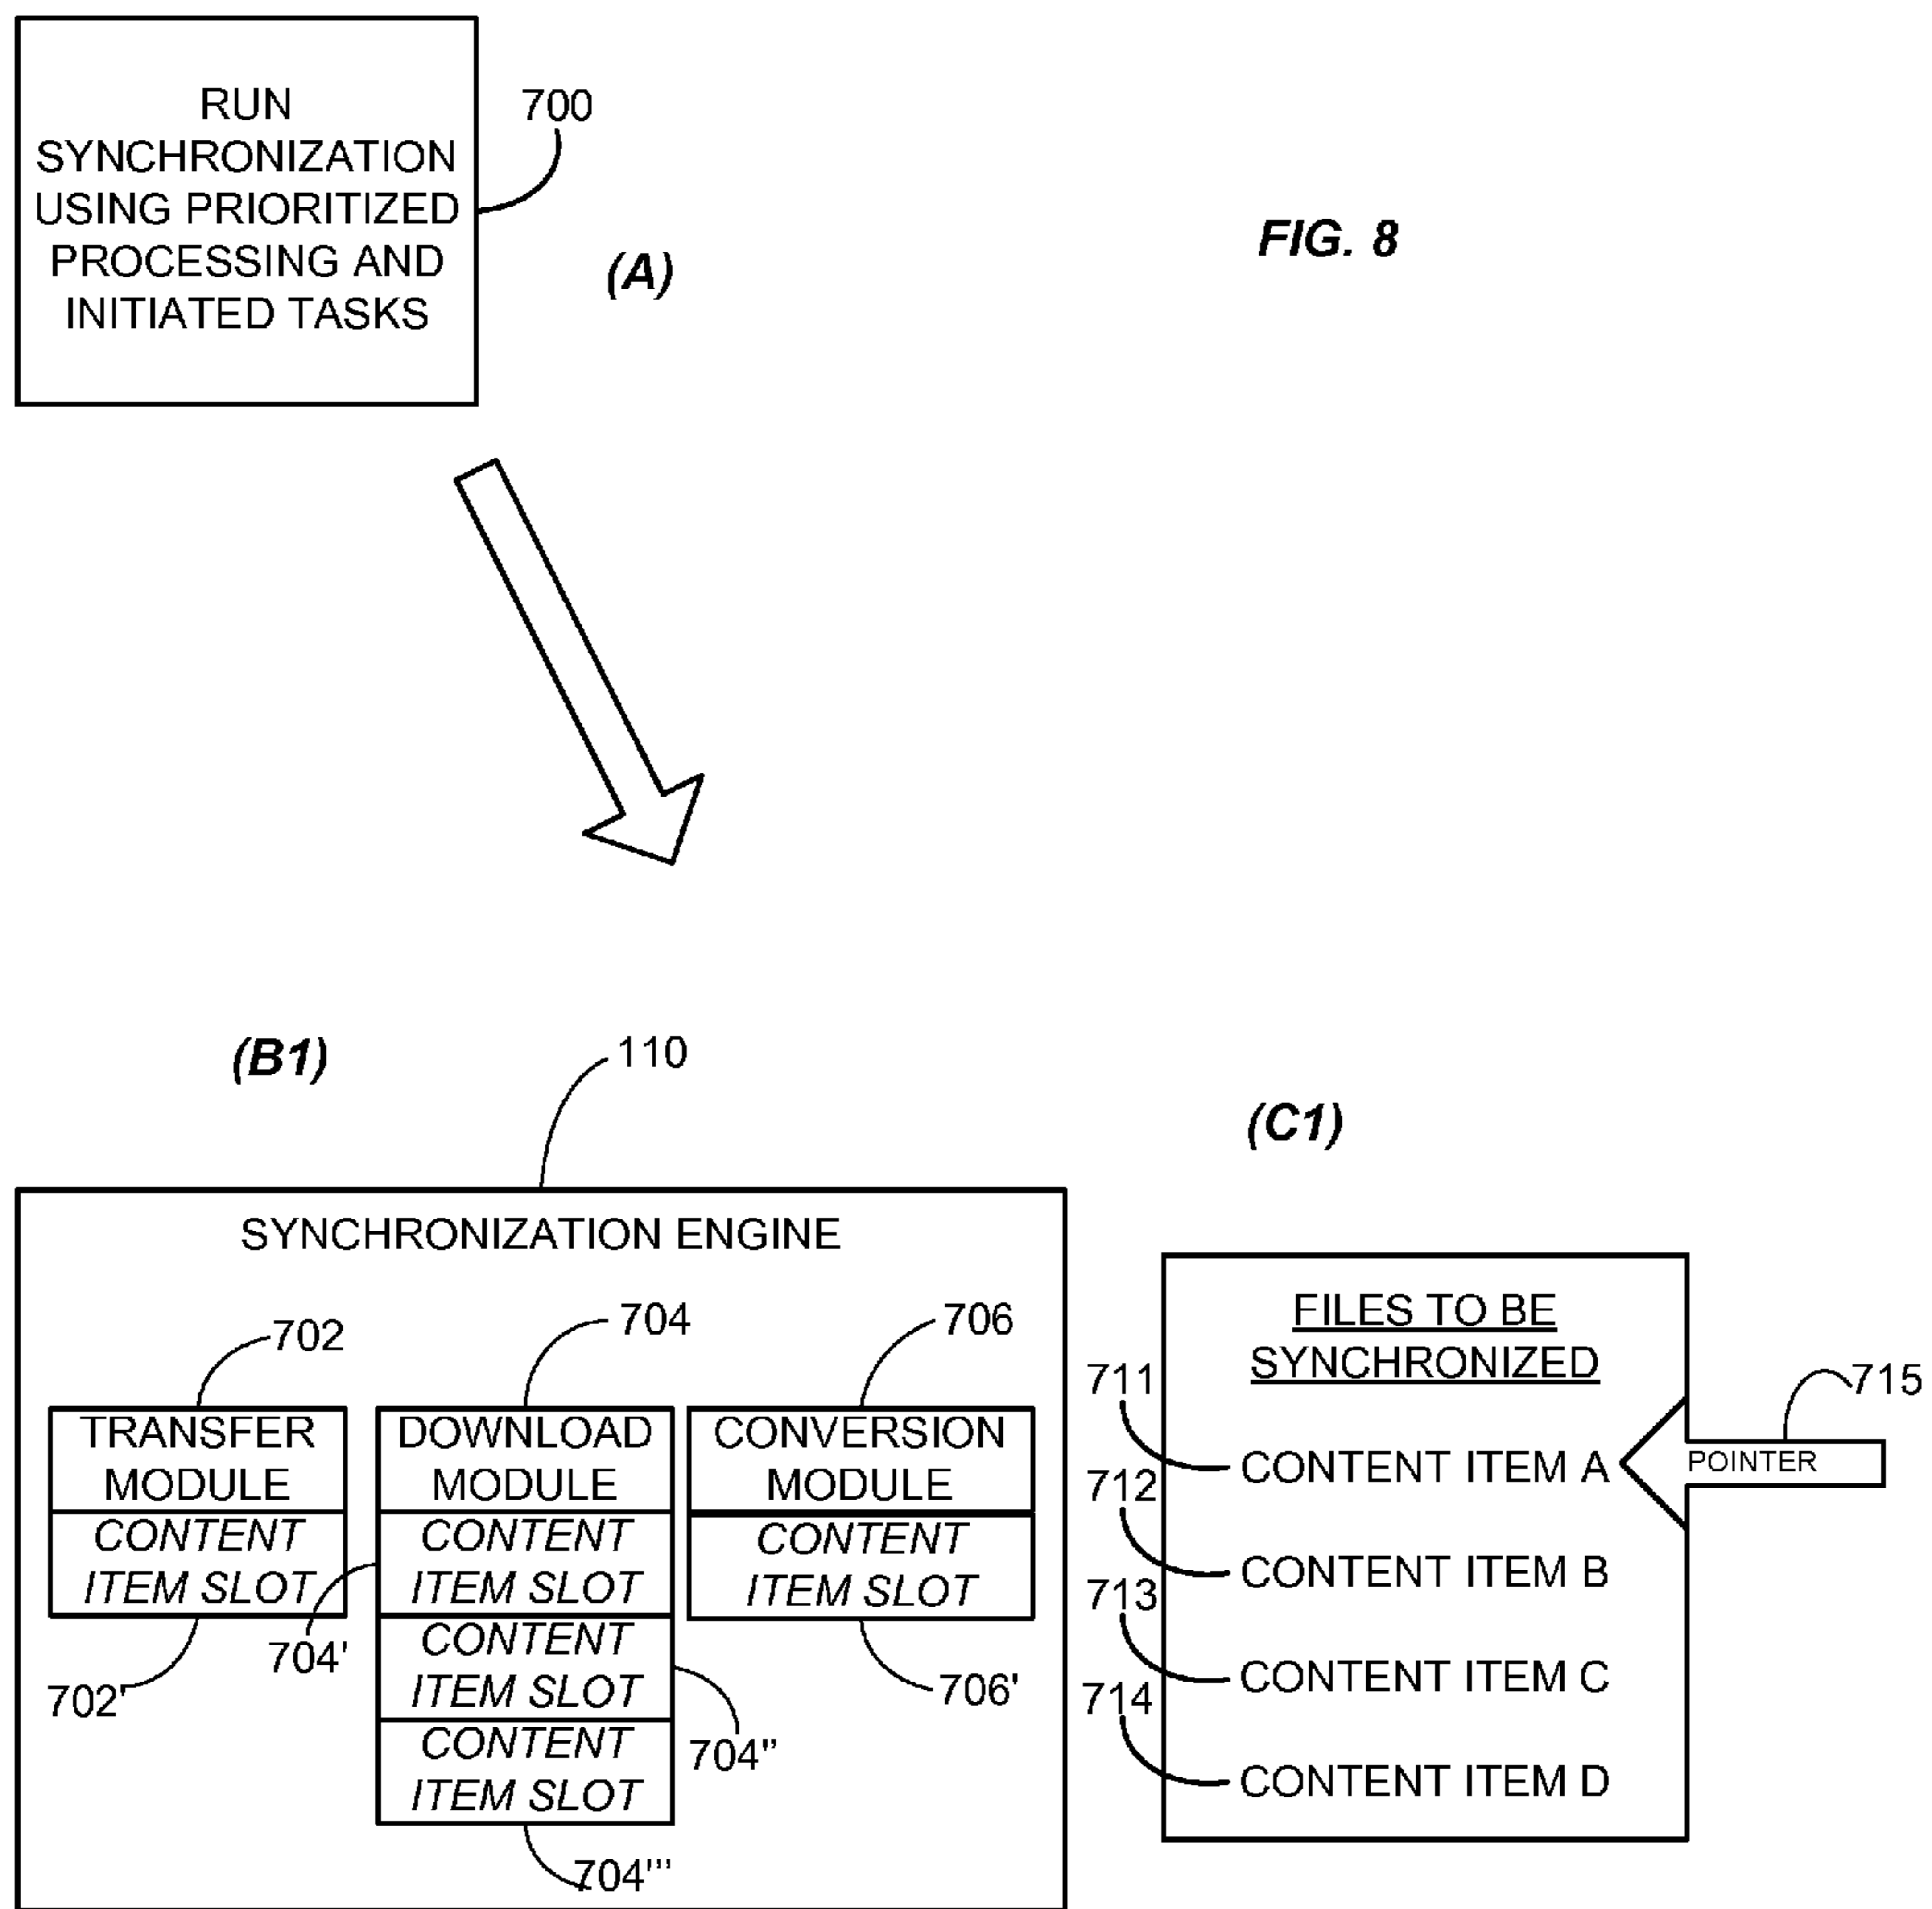 RUN
SYNCHRONIZATION
USING PRIORITIZED
PROCESSING AND
INITIATED TASKS
700
(A)
FIG. 8
(B1)
110
(C1)
SYNCHRONIZATION ENGINE
702
704
706
TRANSFER
MODULE
CONTENT
ITEM SLOT
702'
DOWNLOAD
MODULE
CONTENT
ITEM SLOT
704'
CONTENT
ITEM SLOT
704''
CONTENT
ITEM SLOT
704'''
CONVERSION
MODULE
CONTENT
ITEM SLOT
706'
FILES TO BE
SYNCHRONIZED
711
CONTENT ITEM A
POINTER
715
712
CONTENT ITEM B
713
CONTENT ITEM C
714
CONTENT ITEM D